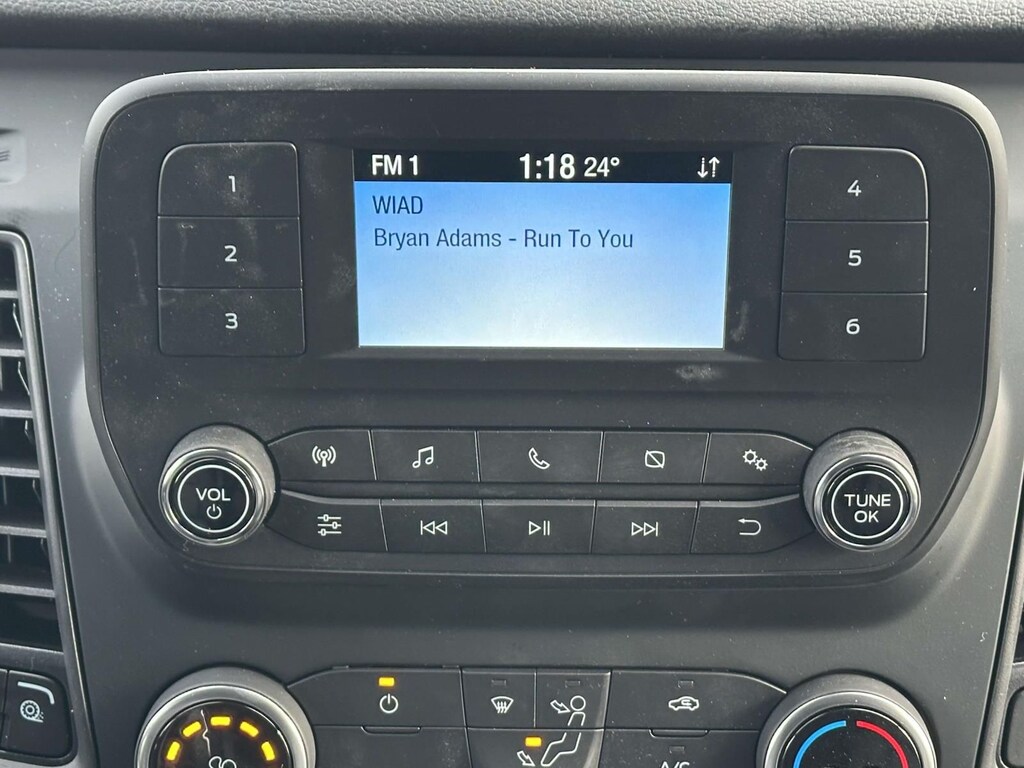 FM 1 1:18 24°
WIAD
Bryan Adams - Run To You
1
2
3
4
5
6
VOL
TUNE
OK
A/C